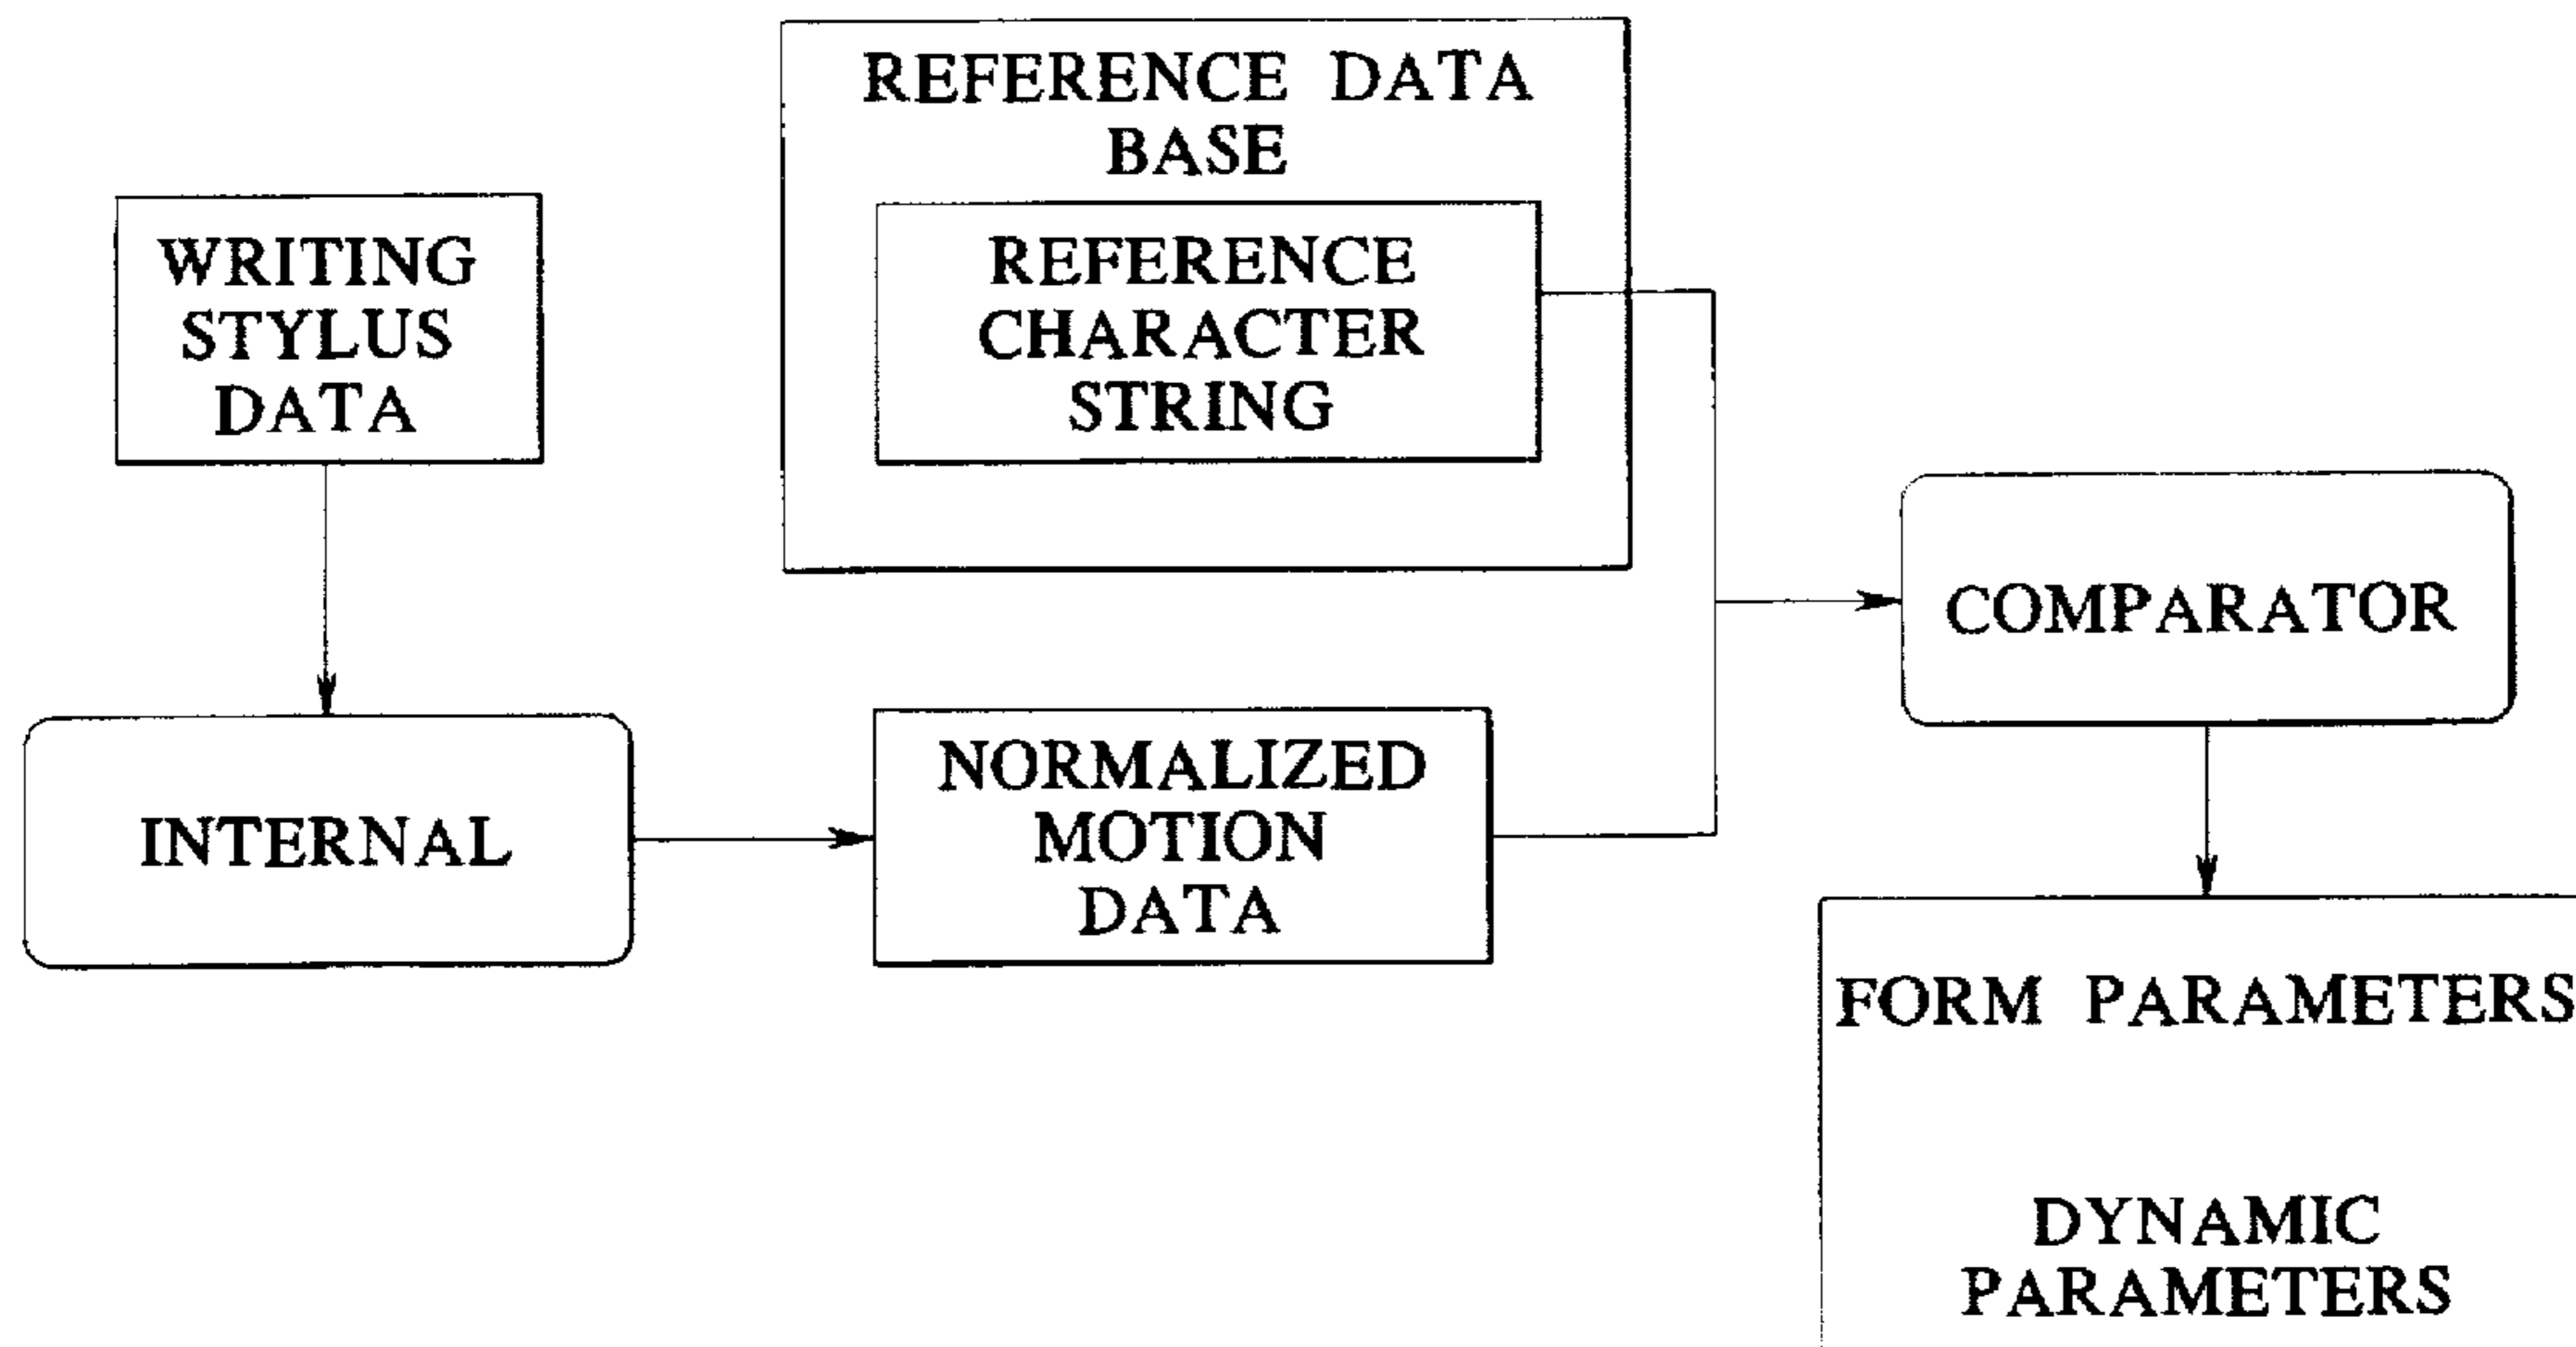 REFERENCE DATA
BASE
REFERENCE
CHARACTER
STRING
WRITING
STYLUS
DATA
COMPARATOR
INTERNAL
NORMALIZED
MOTION
DATA
FORM PARAMETERS
DYNAMIC
PARAMETERS